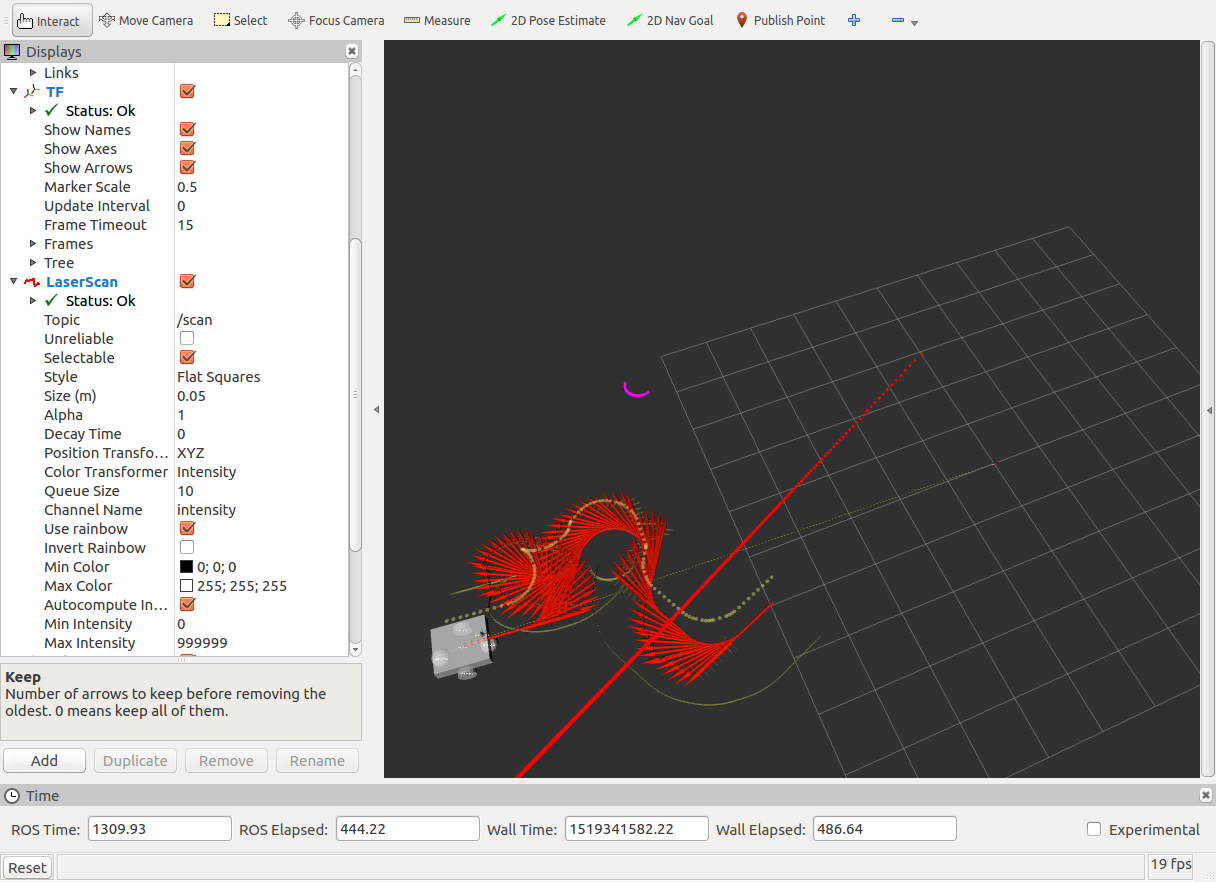 Interact Move Camera Select Focus Camera Measure 2D Pose Estimate 2D Nav Goal Publish Point
Displays
Links
TF
Status: Ok
Show Names
Show Axes
Show Arrows
Marker Scale 0.5
Update Interval 0
Frame Timeout 15
Frames
Tree
LaserScan
Status: Ok
Topic /scan
Unreliable
Selectable
Style Flat Squares
Size (m) 0.05
Alpha 1
Decay Time 0
Position Transfo... XYZ
Color Transformer Intensity
Queue Size 10
Channel Name intensity
Use rainbow
Invert Rainbow
Min Color 0; 0; 0
Max Color 255; 255; 255
Autocompute In...
Min Intensity 0
Max Intensity 999999
Keep
Number of arrows to keep before removing the
oldest. 0 means keep all of them.
Add Duplicate Remove Rename
Time
ROS Time: 1309.93 ROS Elapsed: 444.22 Wall Time: 1519341582.22 Wall Elapsed: 486.64 Experimental
Reset 19 fps